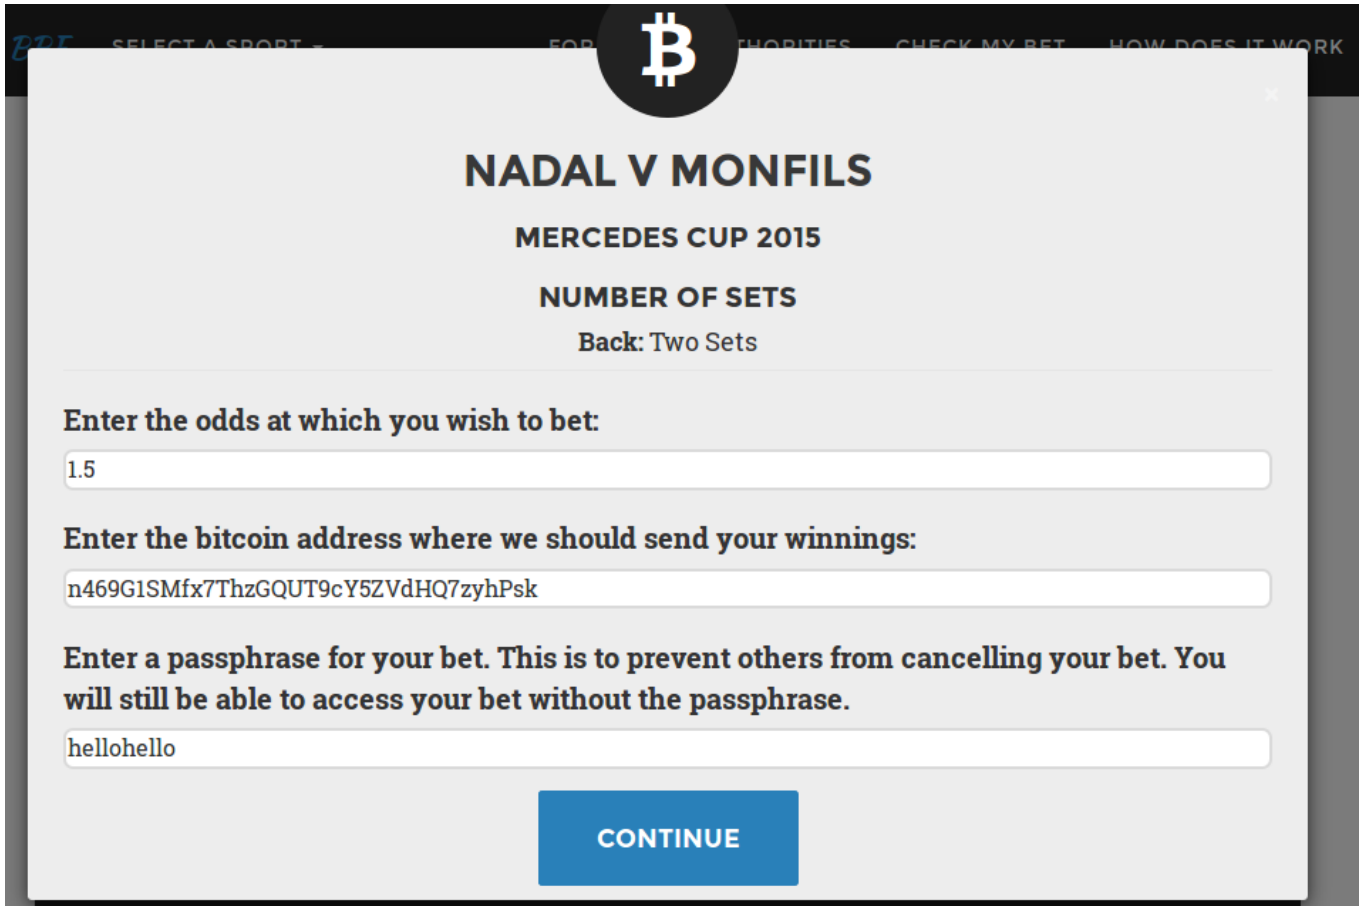 SELECT A SPORT
CHECK MY BET
HOW DOES IT WORK
NADAL V MONFILS
MERCEDES CUP 2015
NUMBER OF SETS
Back: Two Sets
Enter the odds at which you wish to bet:
1.5
Enter the bitcoin address where we should send your winnings:
n469G1SMfx7ThzGQUT9cY5ZVdHQ7zyhPsk
Enter a passphrase for your bet. This is to prevent others from cancelling your bet. You
will still be able to access your bet without the passphrase.
hellohello
CONTINUE